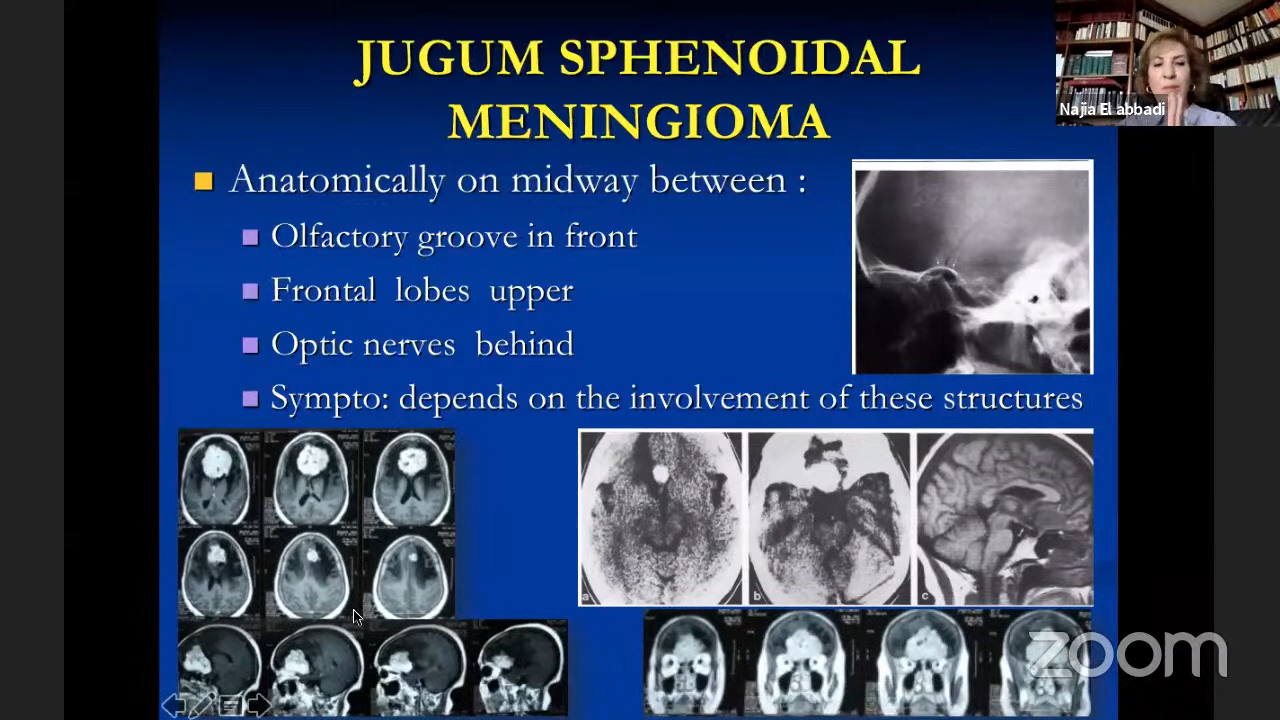 JUGUM SPHENOIDAL
MENINGIOMA
Najia El abbadi
Anatomically on midway between :
Olfactory groove in front
Frontal lobes upper
Optic nerves behind
Sympto: depends on the involvement of these structures
a
b
c
zoom